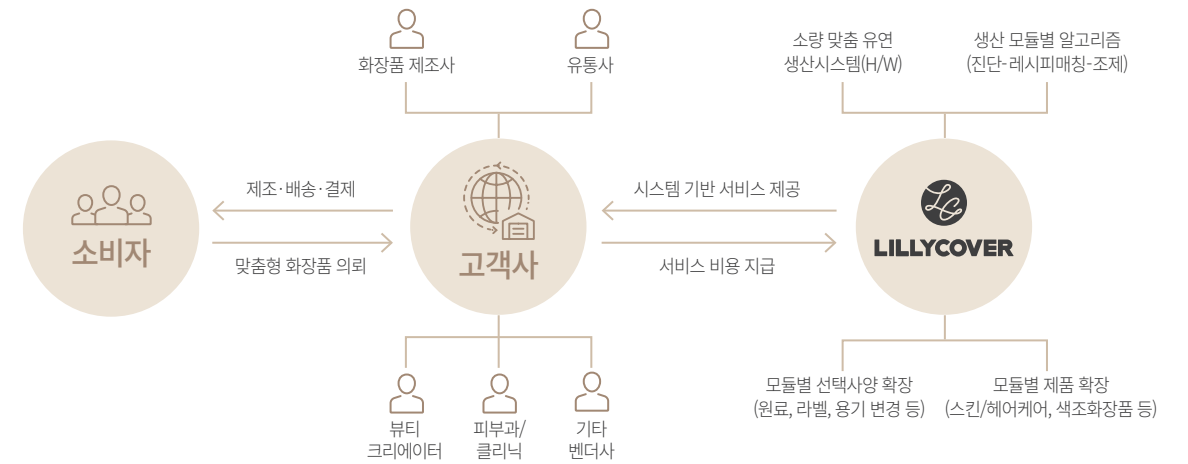 화장품 제조사
유통사
소량 맞춤 유연
생산시스템(H/W)
생산 모듈별 알고리즘
(진단-레시피매칭-조제)
소비자
제조·배송·결제
맞춤형 화장품 의뢰
고객사
시스템 기반 서비스 제공
서비스 비용 지급
LC
LILLYCOVER
뷰티
크리에이터
피부과/
클리닉
기타
벤더사
모듈별 선택사양 확장
(원료, 라벨, 용기 변경 등)
모듈별 제품 확장
(스킨/헤어케어, 색조화장품 등)